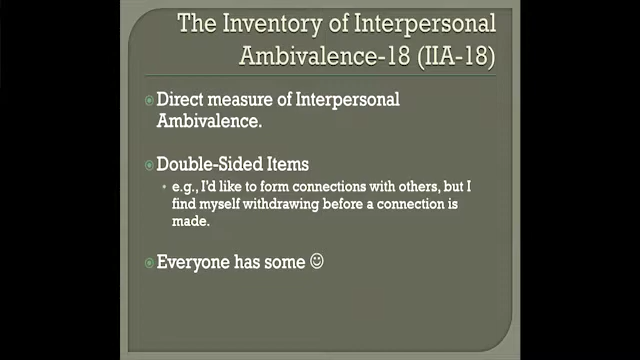 The Inventory of Interpersonal
Ambivalence-18 (IIA-18)
Direct measure of Interpersonal
Ambivalence.
Double-Sided Items
e.g., I'd like to form connections with others, but I
find myself withdrawing before a connection is
made.
Everyone has some ☺